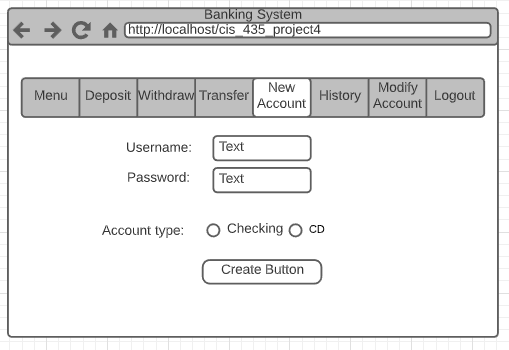 Banking System
http://localhost/cis_435_project4
Menu Deposit Withdraw Transfer New Account History Modify Account Logout
Username: Text
Password: Text
Account type: Checking CD
Create Button